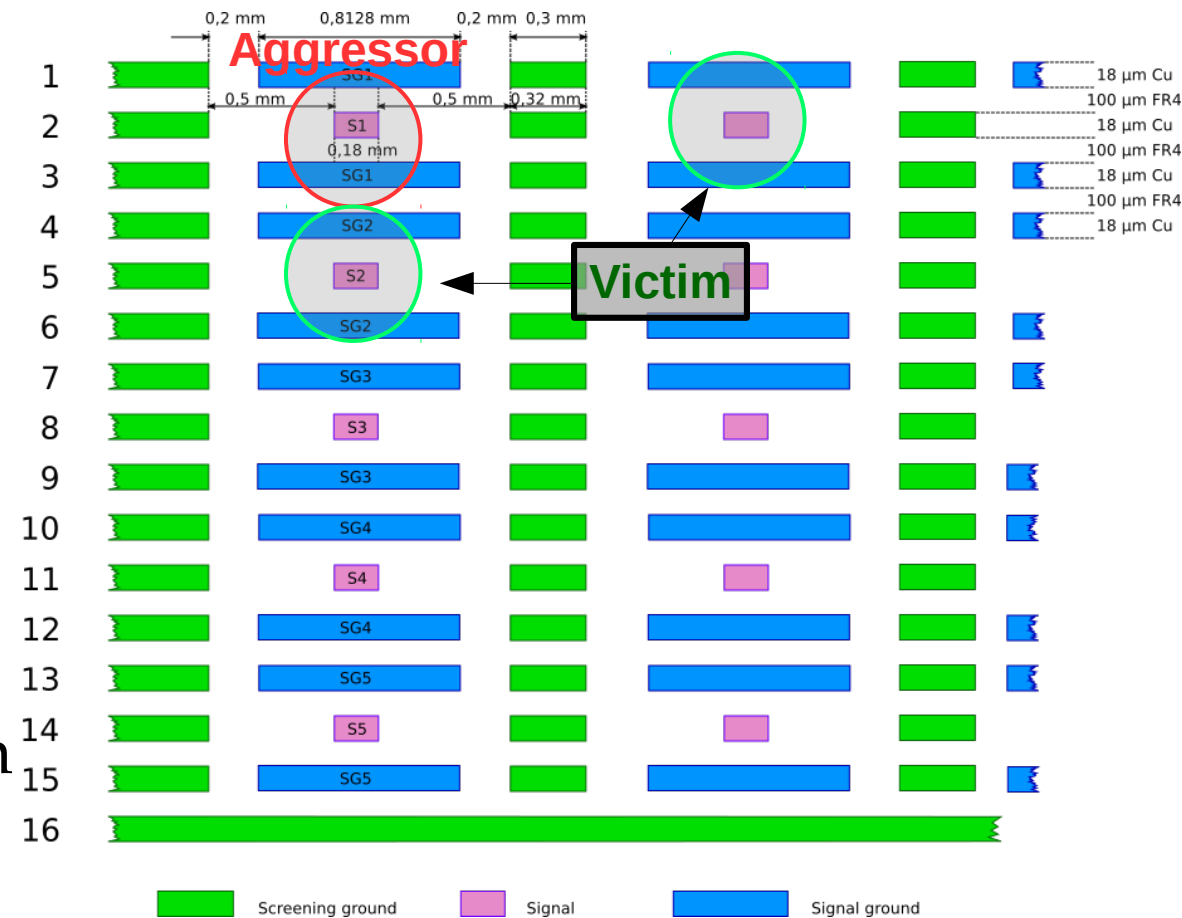 0,2 mm 0,8128 mm 0,2 mm 0,3 mm
Aggressor
1 SG1 18 µm Cu
0,5 mm 0,5 mm 0,32 mm 100 µm FR4
2 S1 18 µm Cu
0,18 mm 100 µm FR4
3 SG1 18 µm Cu
100 µm FR4
4 SG2 18 µm Cu
5 S2 Victim
6 SG2
7 SG3
8 S3
9 SG3
10 SG4
11 S4
12 SG4
13 SG5
14 S5
n
15 SG5
16
Screening ground Signal Signal ground